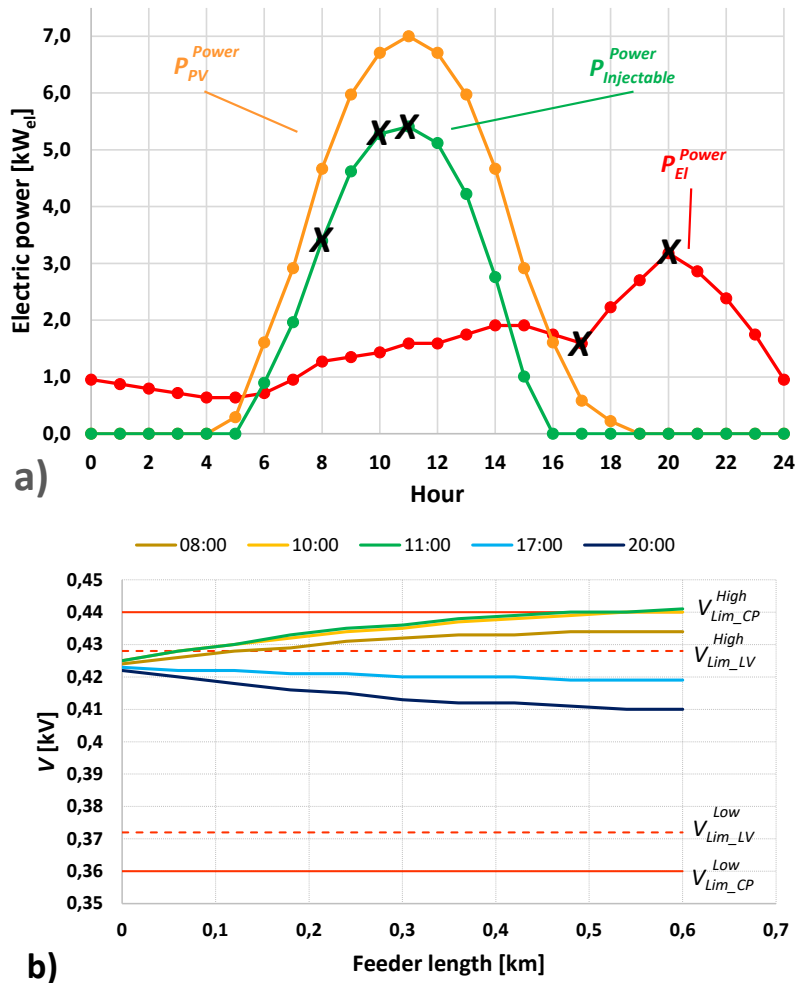 7,0
6,0
5,0
4,0
3,0
2,0
1,0
0,0
Electric power [kW_el]
P_PV^Power
P_Injectable^Power
P_El^Power
X X X X X
0 2 4 6 8 10 12 14 16 18 20 22 24
Hour
a)
08:00 10:00 11:00 17:00 20:00
0,45
0,44
0,43
0,42
0,41
0,4
0,39
0,38
0,37
0,36
0,35
V [kV]
V_Lim_CP^High
V_Lim_LV^High
V_Lim_LV^Low
V_Lim_CP^Low
0 0,1 0,2 0,3 0,4 0,5 0,6 0,7
Feeder length [km]
b)